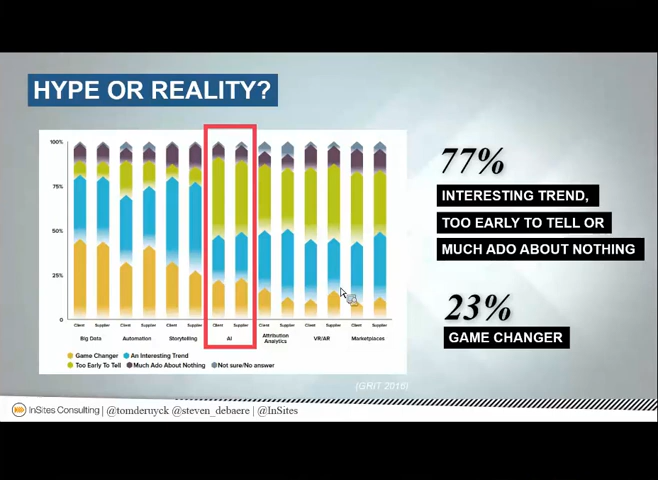 HYPE OR REALITY?
100%
75%
50%
25%
0
Client Supplier Client Supplier Client Supplier Client Supplier Client Supplier Client Supplier Client Supplier
Big Data Automation Storytelling AI Attribution Analytics VR/AR Marketplaces
Game Changer An Interesting Trend
Too Early To Tell Much Ado About Nothing Not sure/No answer
77%
INTERESTING TREND,
TOO EARLY TO TELL OR
MUCH ADO ABOUT NOTHING
23%
GAME CHANGER
(GRIT 2016)
InSites Consulting | @tomderuyck @steven_debaere | @InSites